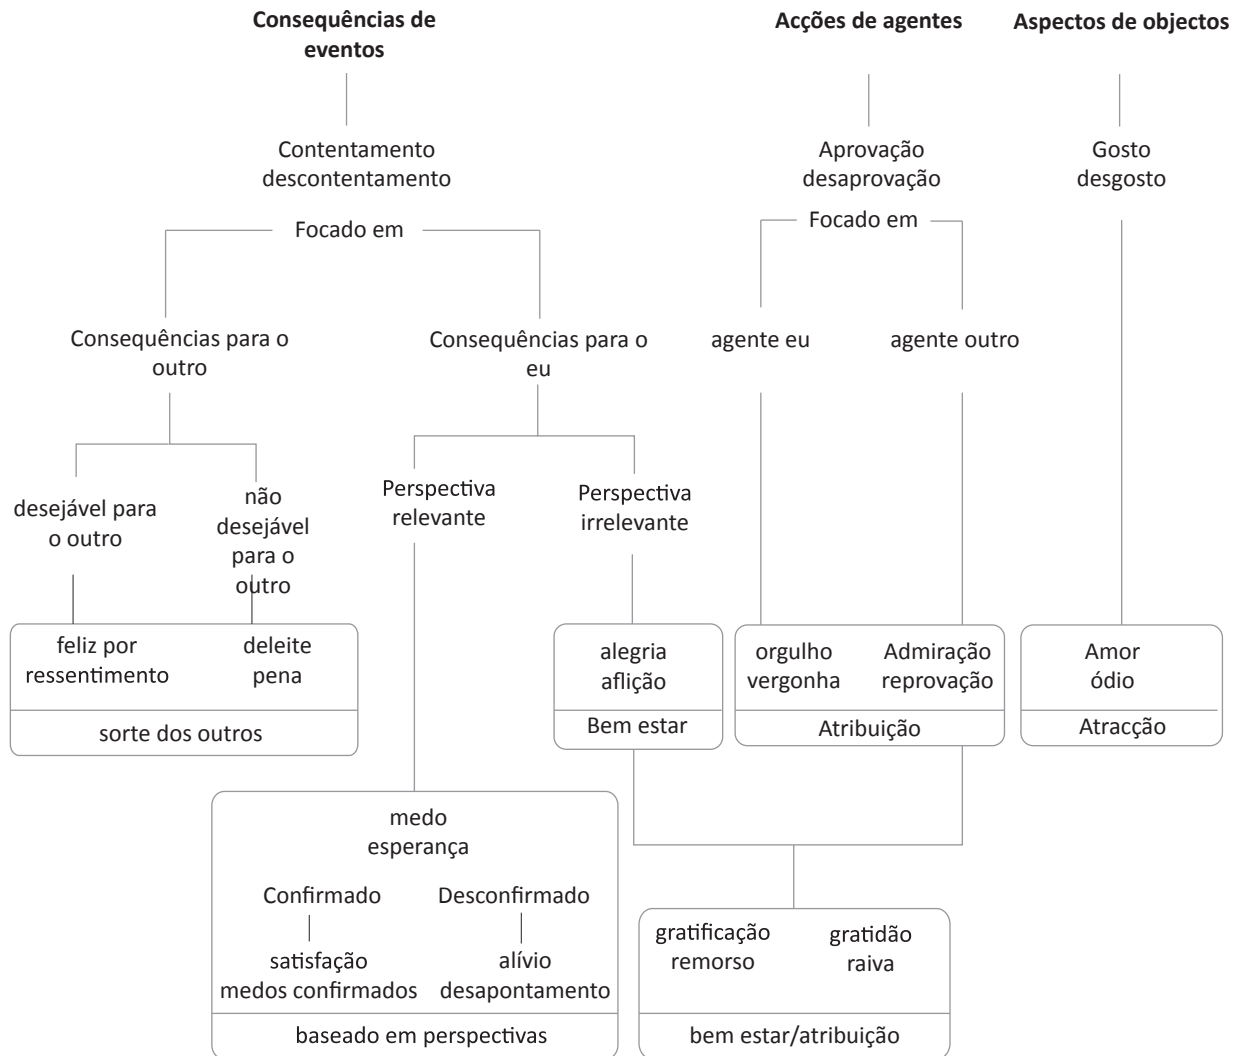 Consequências de
eventos
Acções de agentes
Aspectos de objectos
Contentamento
descontentamento
Aprovação
desaprovação
Gosto
desgosto
Focado em
Focado em
Consequências para o
outro
Consequências para o
eu
agente eu
agente outro
desejável para
o outro
não
desejável
para o
outro
Perspectiva
relevante
Perspectiva
irrelevante
feliz por
ressentimento
deleite
pena
sorte dos outros
alegria
aflição
Bem estar
orgulho
vergonha
Admiração
reprovação
Atribuição
Amor
ódio
Atracção
medo
esperança
Confirmado
Desconfirmado
satisfação
medos confirmados
alívio
desapontamento
baseado em perspectivas
gratificação
remorso
gratidão
raiva
bem estar/atribuição